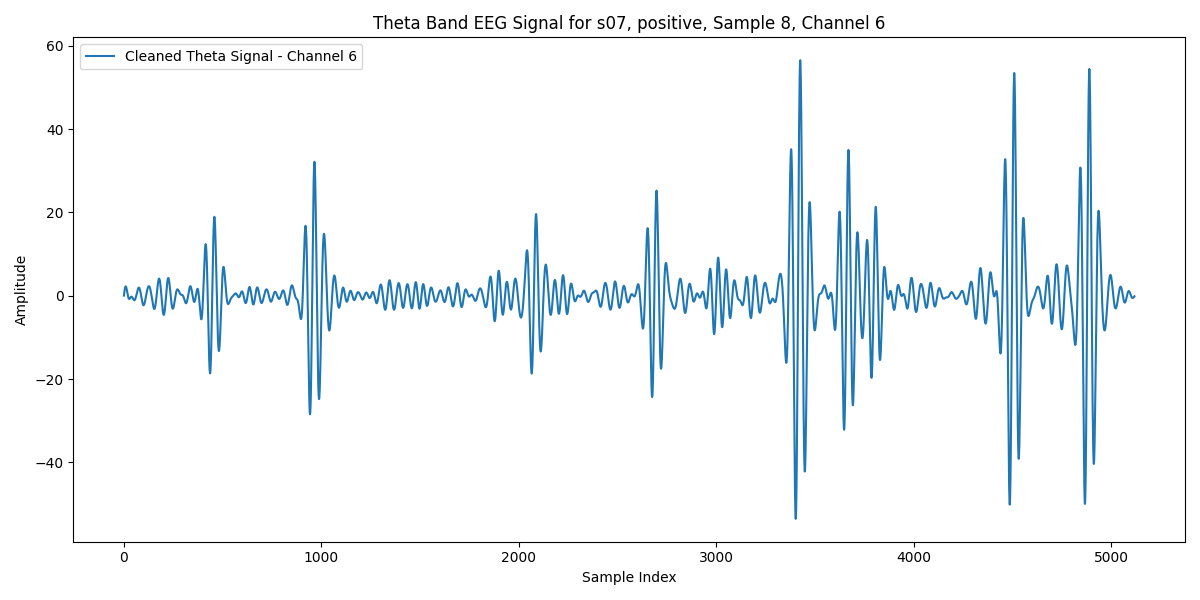 Theta Band EEG Signal for s07, positive, Sample 8, Channel 6
Cleaned Theta Signal - Channel 6
Amplitude
60
40
20
0
−20
−40
0 1000 2000 3000 4000 5000
Sample Index